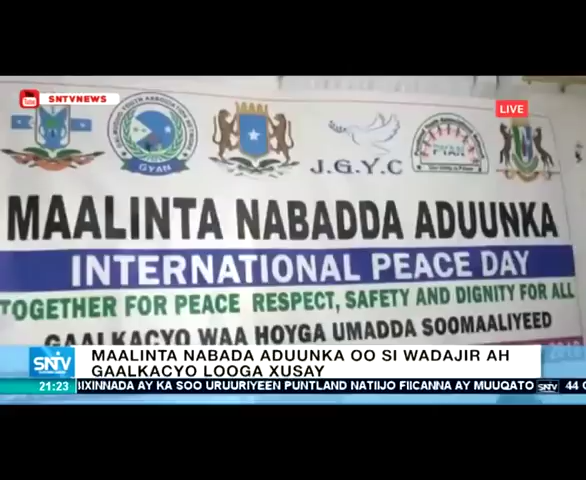 SNTVNEWS
LIVE
GYAN
J.G.Y.C
PYAN
MAALINTA NABADDA ADUUNKA
INTERNATIONAL PEACE DAY
TOGETHER FOR PEACE RESPECT, SAFETY AND DIGNITY FOR ALL
GAALKACYO WAA HOYGA UMADDA SOOMAALIYEED
SNTV
MAALINTA NABADA ADUUNKA OO SI WADAJIR AH
GAALKACYO LOOGA XUSAY
21:23 BIXINNADA AY KA SOO URUURIYEEN PUNTLAND NATIIJO FIICANNA AY MUUQATO SNTV 44